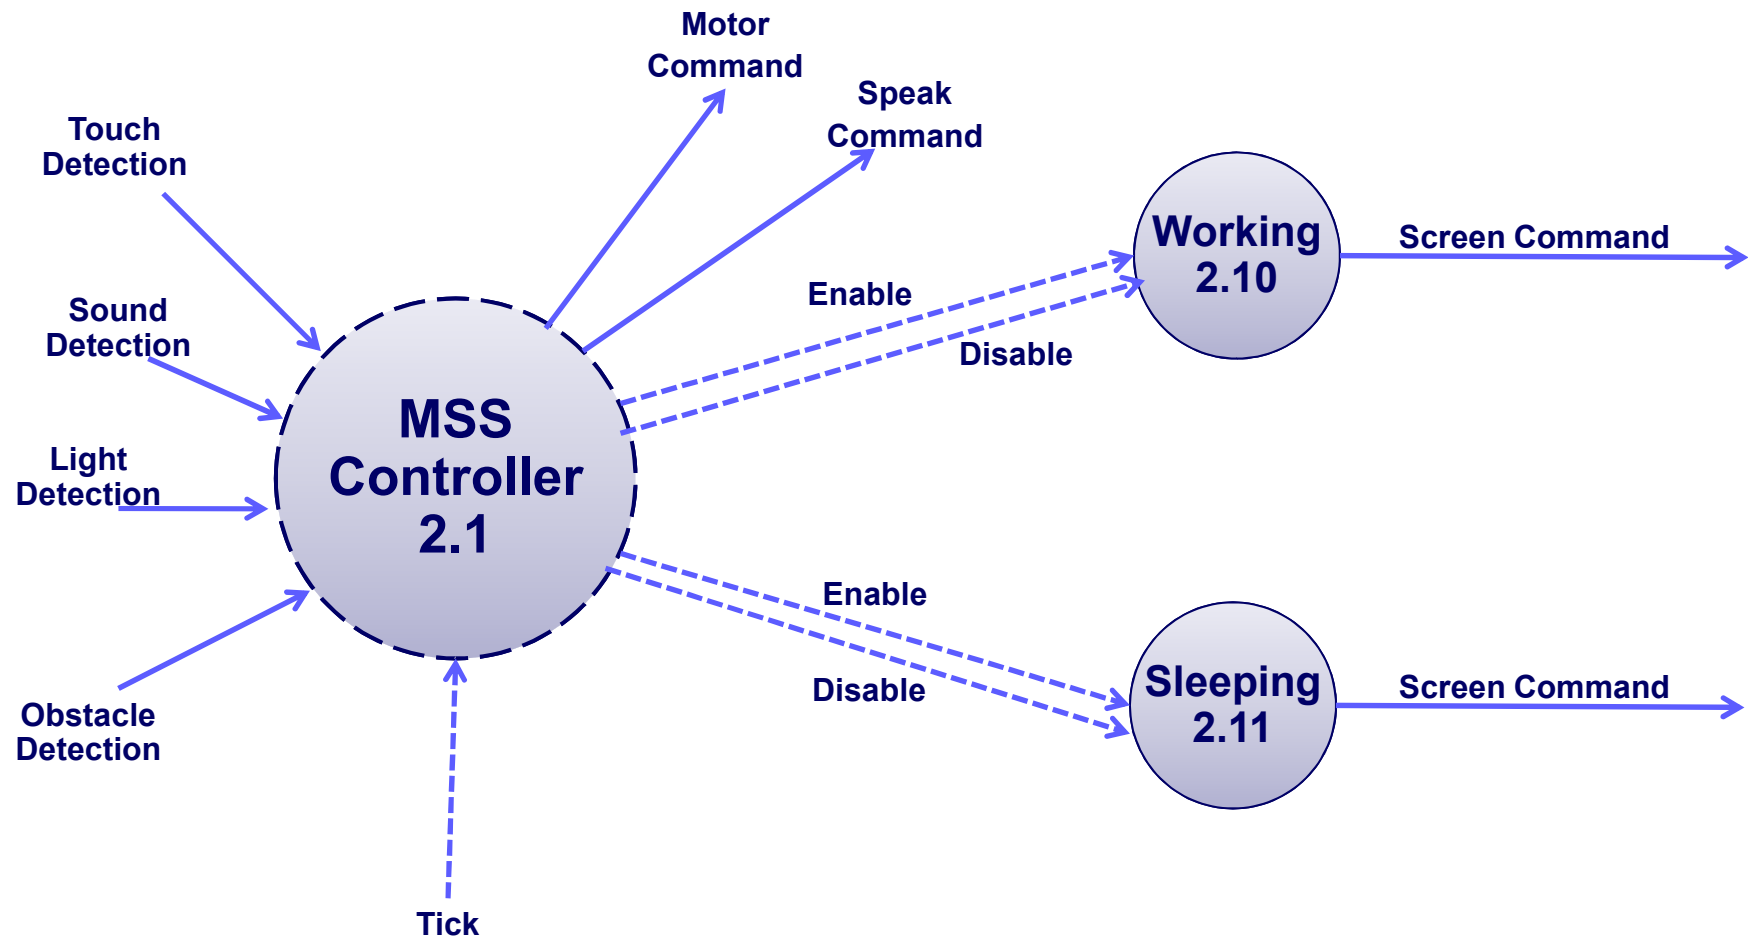 Motor
Command
Speak
Command
Touch
Detection
Working
2.10
Screen Command
Enable
Sound
Detection
Disable
MSS
Controller
2.1
Light
Detection
Enable
Disable
Sleeping
2.11
Screen Command
Obstacle
Detection
Tick